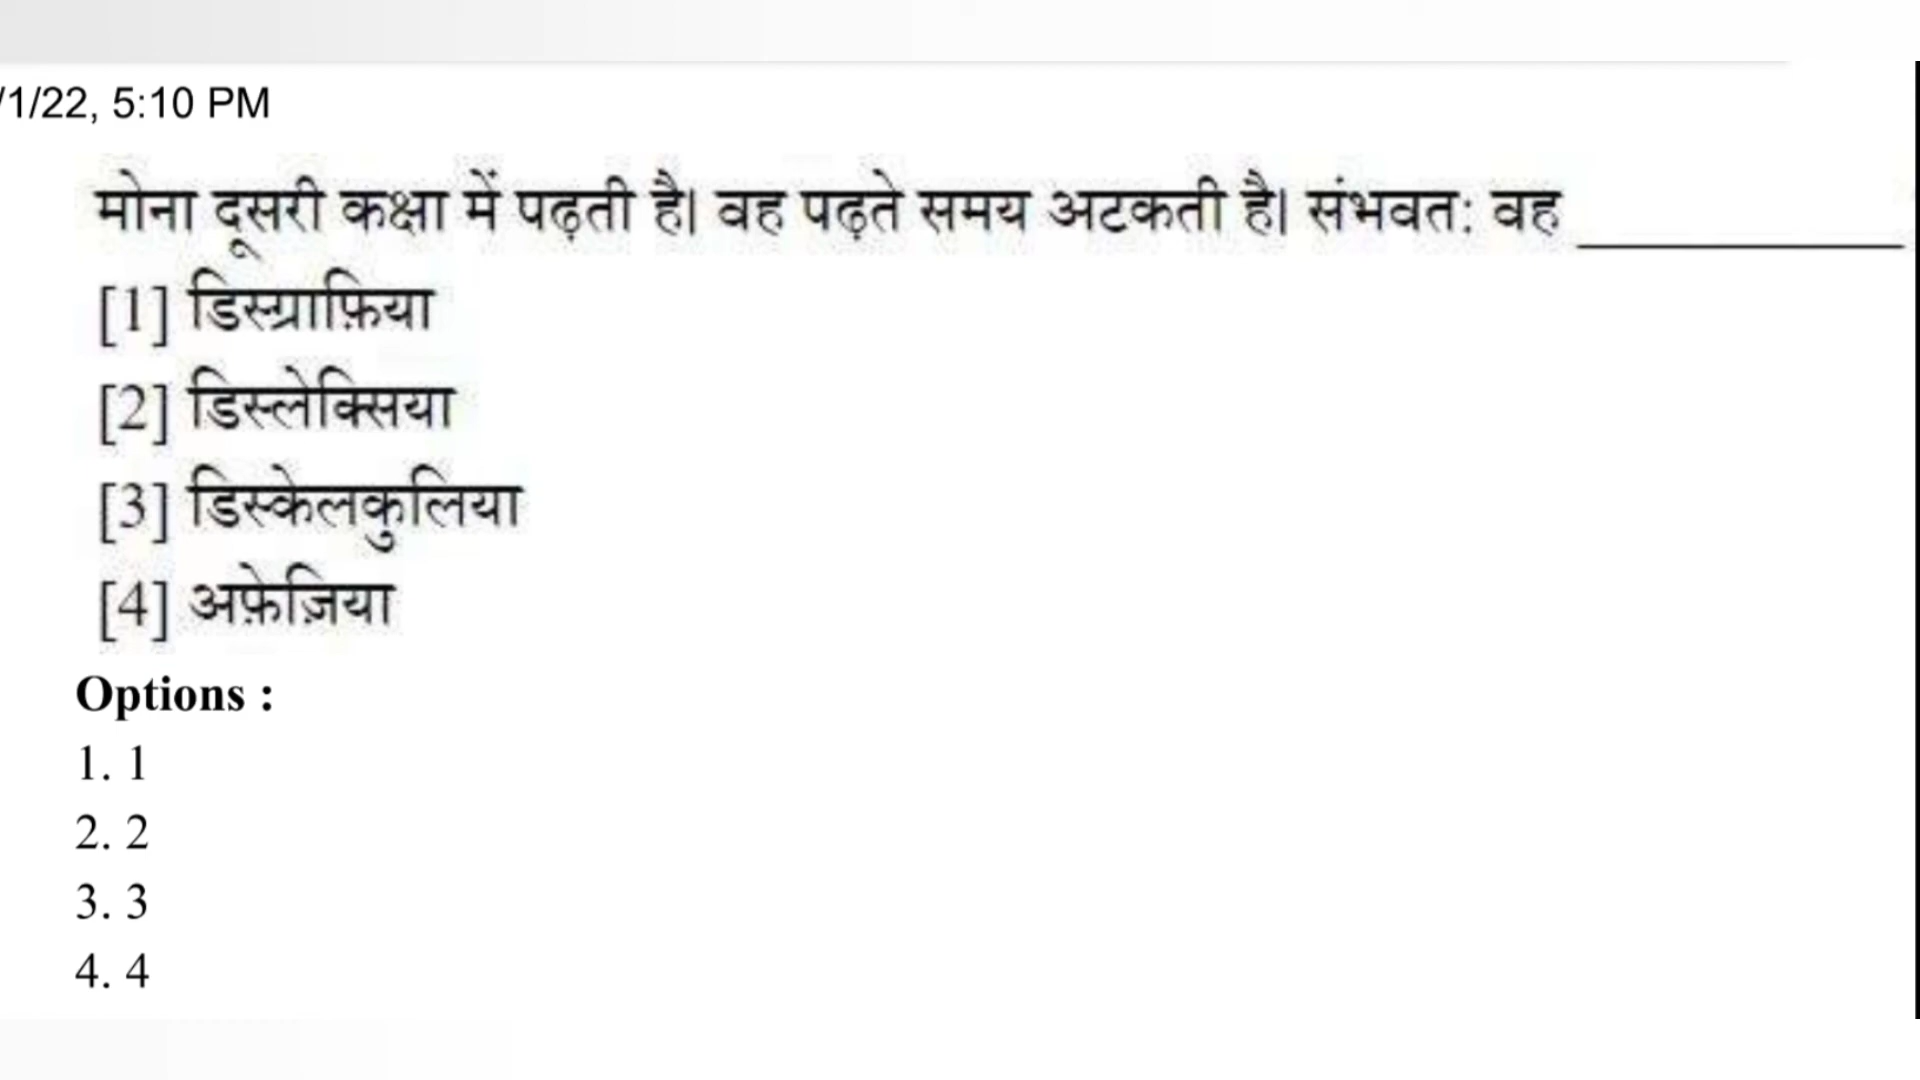 /1/22, 5:10 PM
मोना दूसरी कक्षा में पढ़ती है। वह पढ़ते समय अटकती है। संभवत: वह ____________
[1] डिस्ग्राफ़िया
[2] डिस्लेक्सिया
[3] डिस्केलकुलिया
[4] अफ़ेज़िया
Options :
1. 1
2. 2
3. 3
4. 4